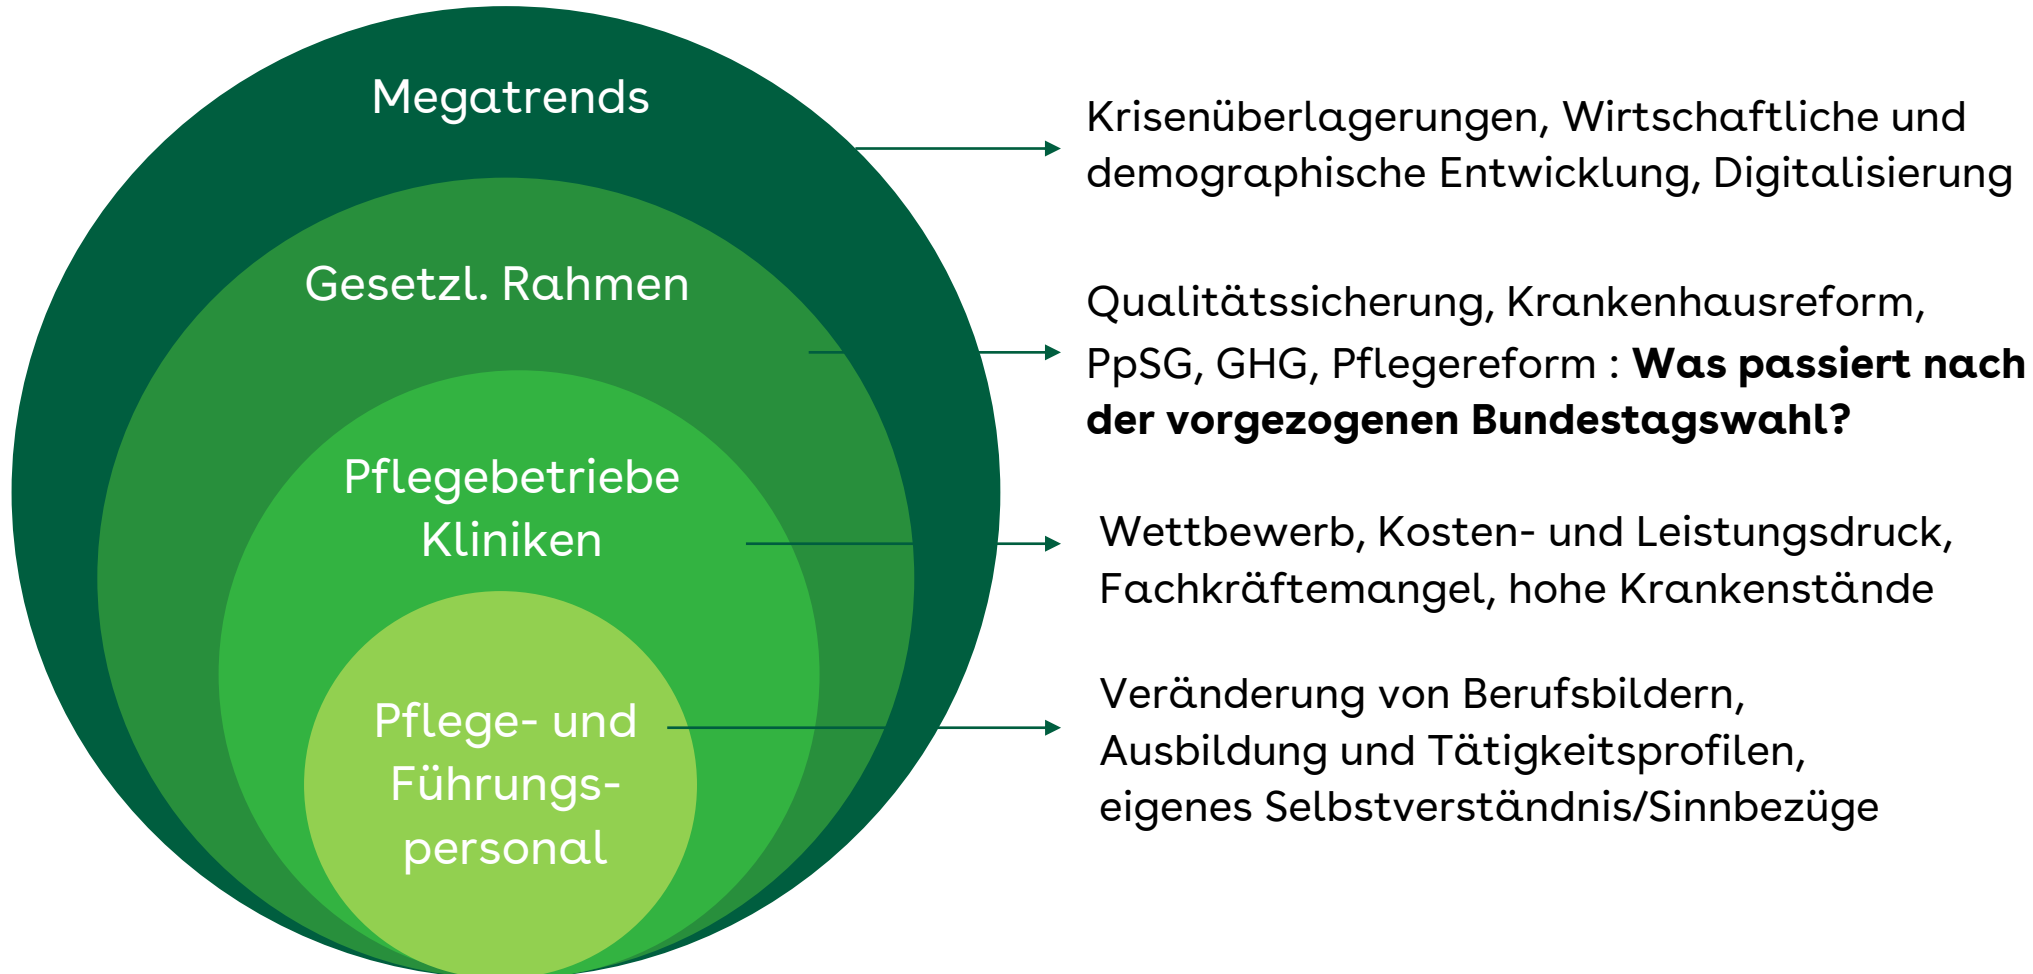 Megatrends
Krisenüberlagerungen, Wirtschaftliche und
demographische Entwicklung, Digitalisierung
Gesetzl. Rahmen
Qualitätssicherung, Krankenhausreform,
PpSG, GHG, Pflegereform : Was passiert nach
der vorgezogenen Bundestagswahl?
Pflegebetriebe
Kliniken
Wettbewerb, Kosten- und Leistungsdruck,
Fachkräftemangel, hohe Krankenstände
Pflege- und
Führungs-
personal
Veränderung von Berufsbildern,
Ausbildung und Tätigkeitsprofilen,
eigenes Selbstverständnis/Sinnbezüge